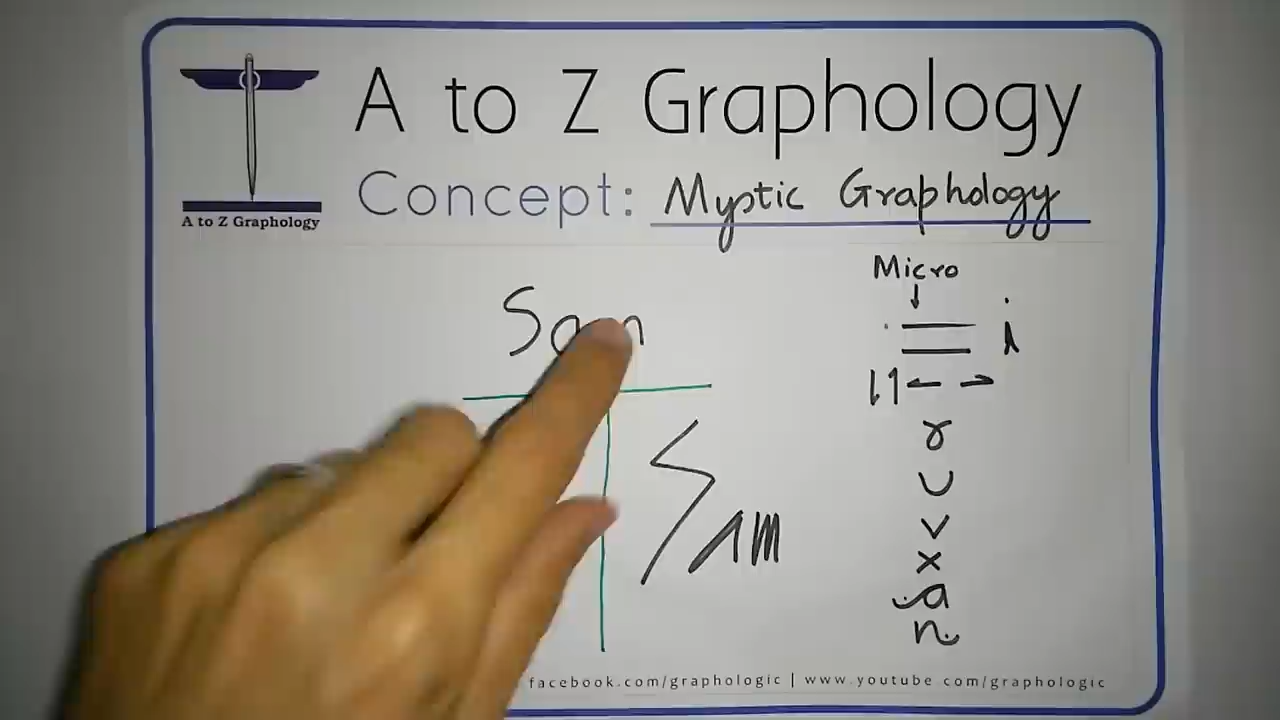 A to Z Graphology
A to Z Graphology
Concept: Mystic Graphology
Micro
i
r
U
v
x
a
n
Sam
facebook.com/graphologic | www.youtube com/graphologic